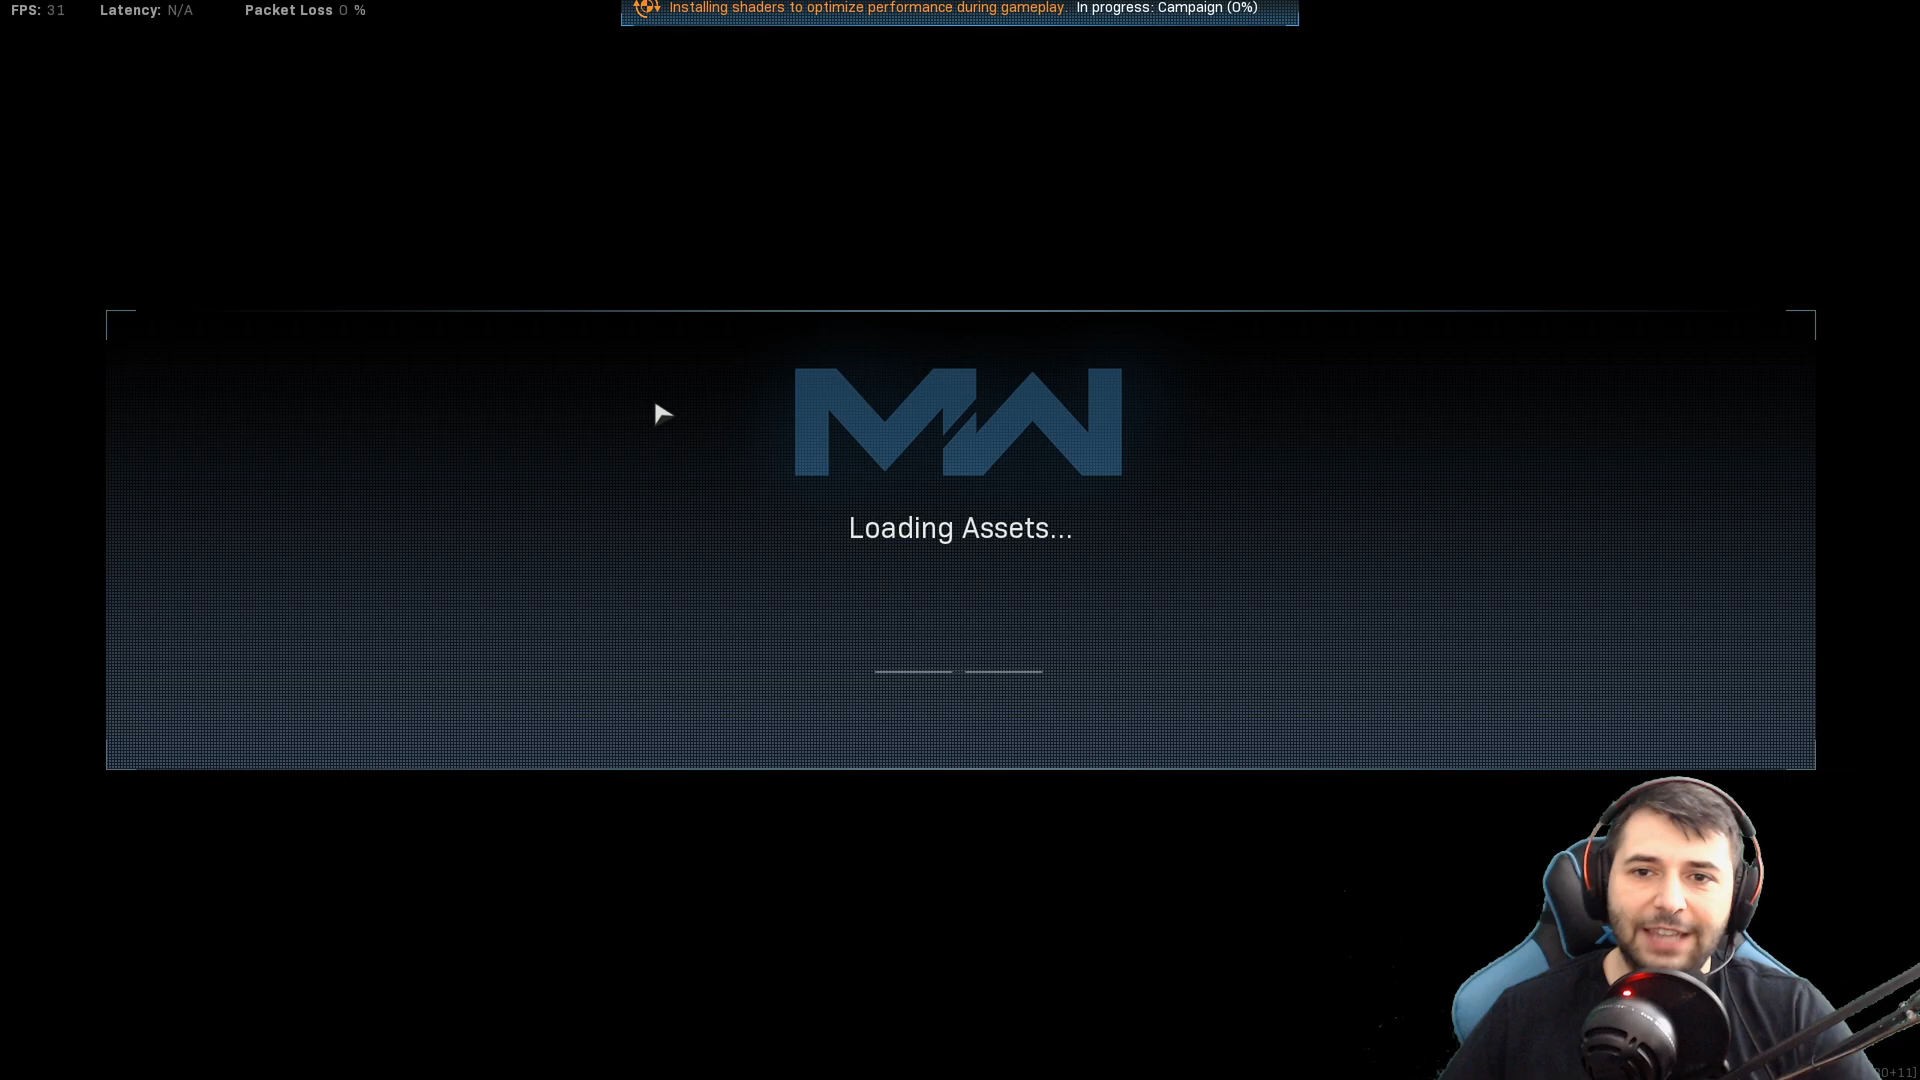 FPS: 31 Latency: N/A Packet Loss 0 %
Installing shaders to optimize performance during gameplay. In progress: Campaign (0%)
MW
Loading Assets...